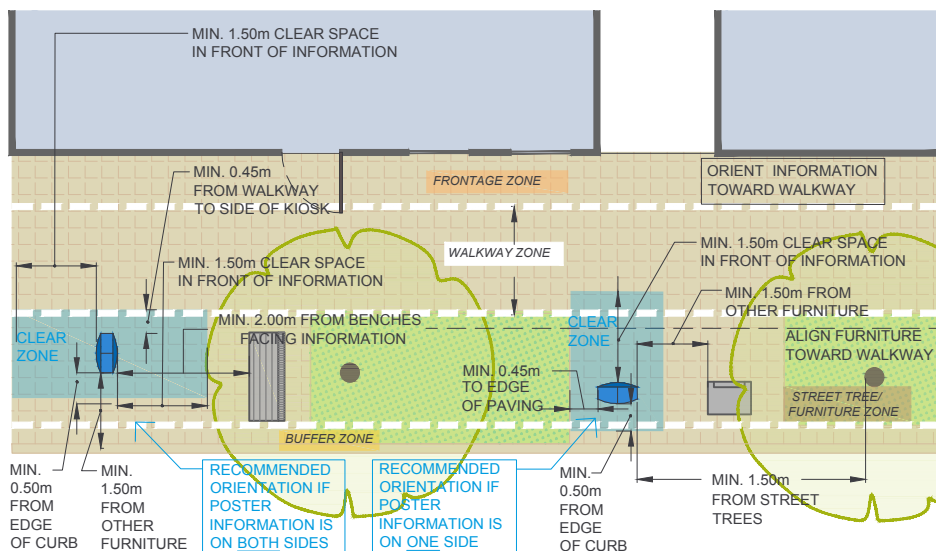 MIN. 1.50m CLEAR SPACE
IN FRONT OF INFORMATION
MIN. 0.45m
FROM WALKWAY
TO SIDE OF KIOSK
FRONTAGE ZONE
ORIENT INFORMATION
TOWARD WALKWAY
WALKWAY ZONE
MIN. 1.50m CLEAR SPACE
IN FRONT OF INFORMATION
MIN. 1.50m CLEAR SPACE
IN FRONT OF INFORMATION
MIN. 1.50m FROM
OTHER FURNITURE
MIN. 2.00m FROM BENCHES
FACING INFORMATION
CLEAR
ZONE
CLEAR
ZONE
ALIGN FURNITURE
TOWARD WALKWAY
MIN. 0.45m
TO EDGE
OF PAVING
STREET TREE/
FURNITURE ZONE
BUFFER ZONE
MIN.
0.50m
FROM
EDGE
OF CURB
MIN.
1.50m
FROM
OTHER
FURNITURE
RECOMMENDED
ORIENTATION IF
POSTER
INFORMATION IS
ON BOTH SIDES
RECOMMENDED
ORIENTATION IF
POSTER
INFORMATION IS
ON ONE SIDE
MIN.
0.50m
FROM
EDGE
OF CURB
MIN. 1.50m
FROM STREET
TREES